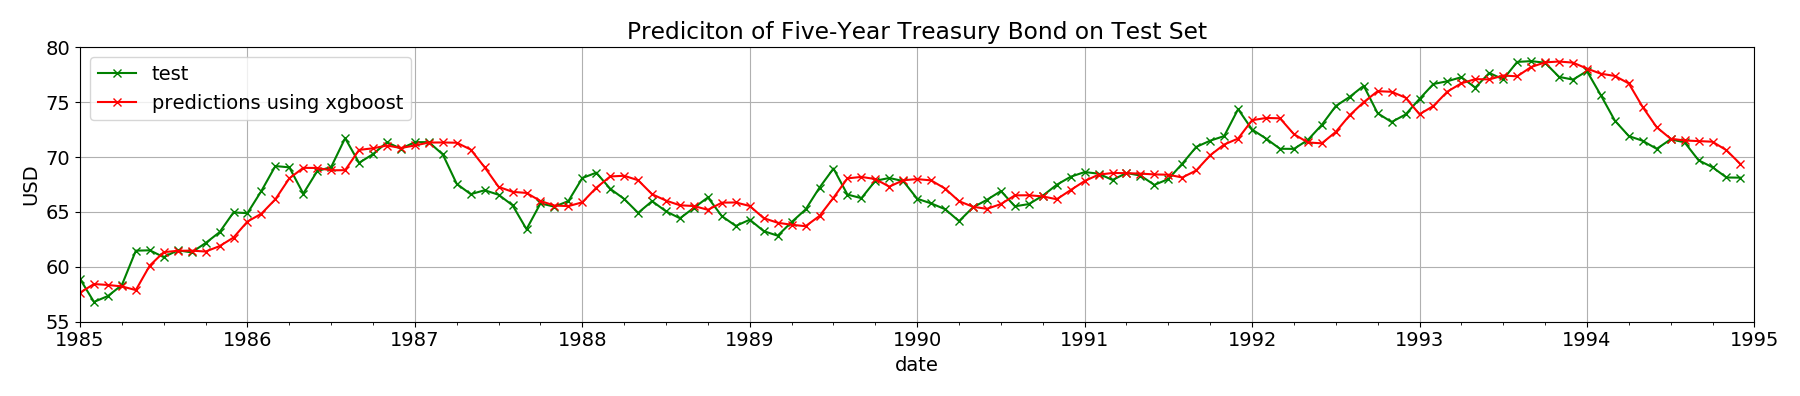 Prediciton of Five-Year Treasury Bond on Test Set
80
75
70
65
60
55
USD
test
predictions using xgboost
1985 1986 1987 1988 1989 1990 1991 1992 1993 1994 1995
date